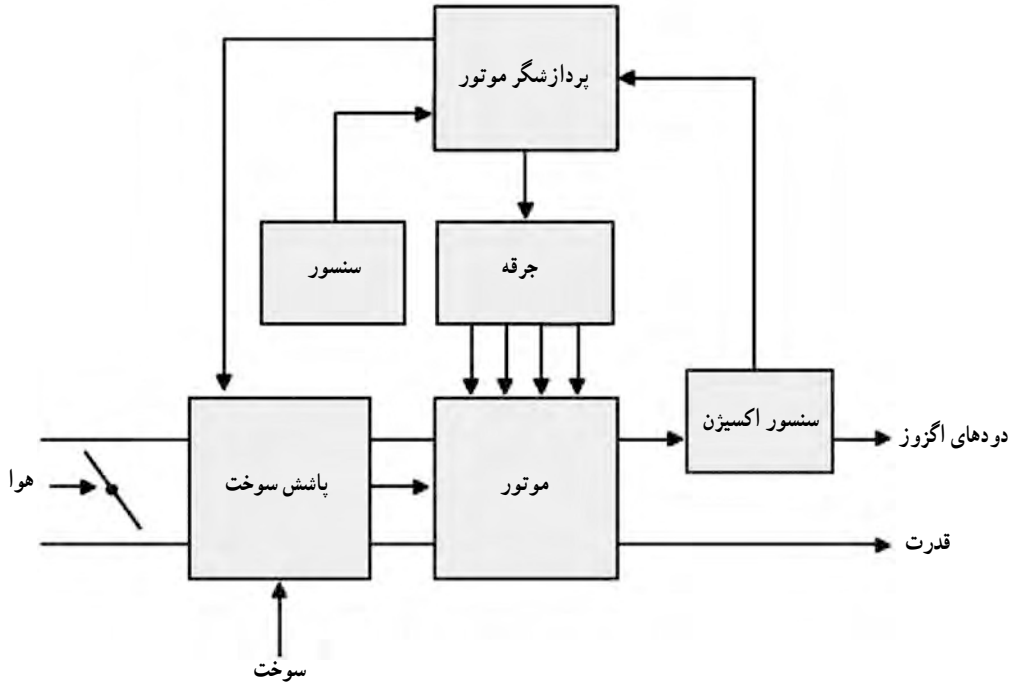 پردازشگر موتور
سنسور
جرقه
سنسور اکسیژن
دودهای اگزوز
هوا
پاشش سوخت
موتور
قدرت
سوخت